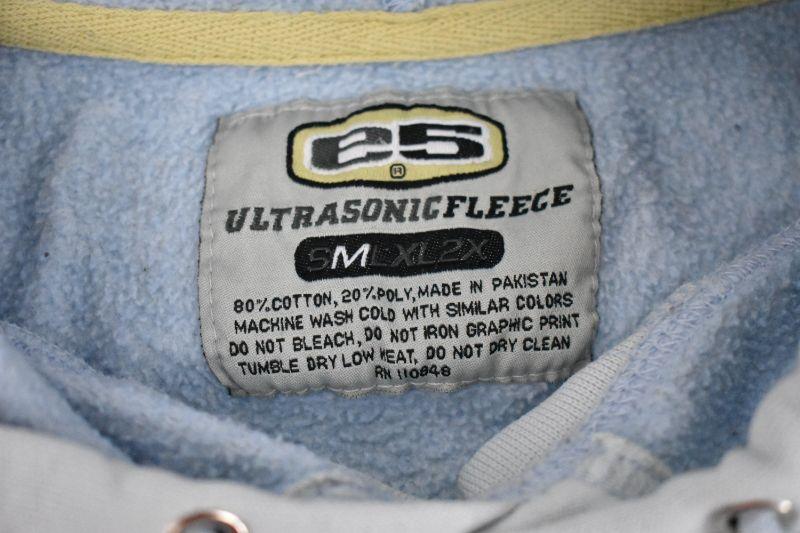 E5
®
ULTRASONICFLEECE
SMLXL2X
80%COTTON, 20%POLY, MADE IN PAKISTAN
MACHINE WASH COLD WITH SIMILAR COLORS
DO NOT BLEACH, DO NOT IRON GRAPHIC PRINT
TUMBLE DRY LOW HEAT, DO NOT DRY CLEAN
RN 110848